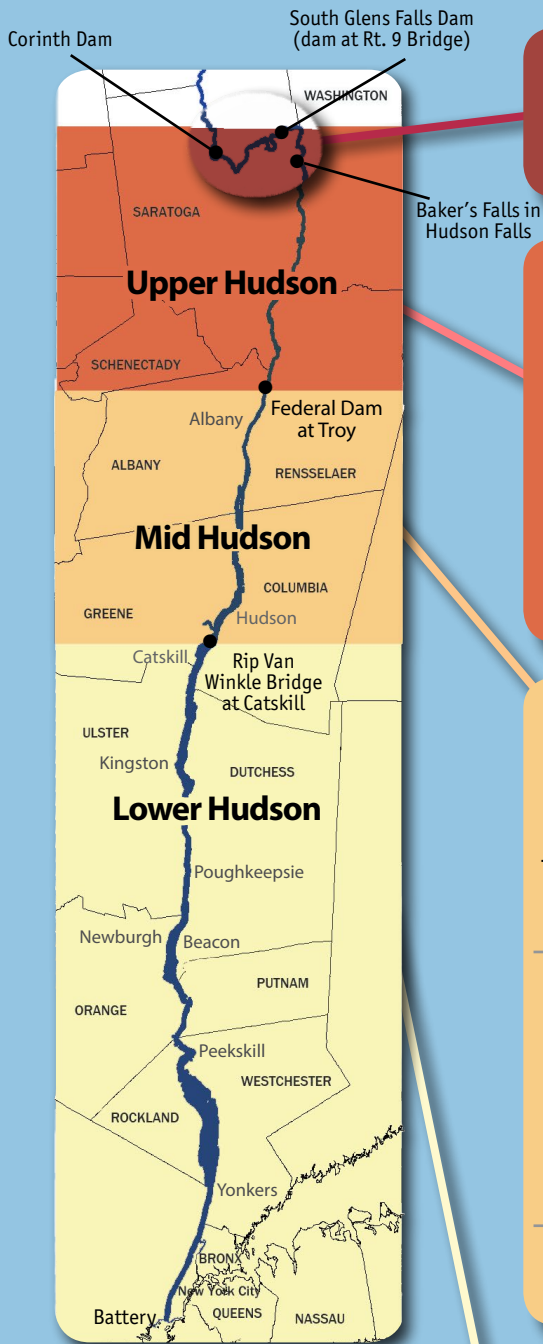 South Glens Falls Dam
(dam at Rt. 9 Bridge)
Corinth Dam
WASHINGTON
Baker's Falls in
Hudson Falls
SARATOGA
Upper Hudson
SCHENECTADY
Federal Dam
at Troy
Albany
ALBANY
RENSSELAER
Mid Hudson
COLUMBIA
GREENE
Hudson
Catskill
Rip Van
Winkle Bridge
at Catskill
ULSTER
Kingston
DUTCHESS
Lower Hudson
Poughkeepsie
Newburgh
Beacon
PUTNAM
ORANGE
Peekskill
WESTCHESTER
ROCKLAND
Yonkers
BRONX
New York City
Battery
QUEENS
NASSAU